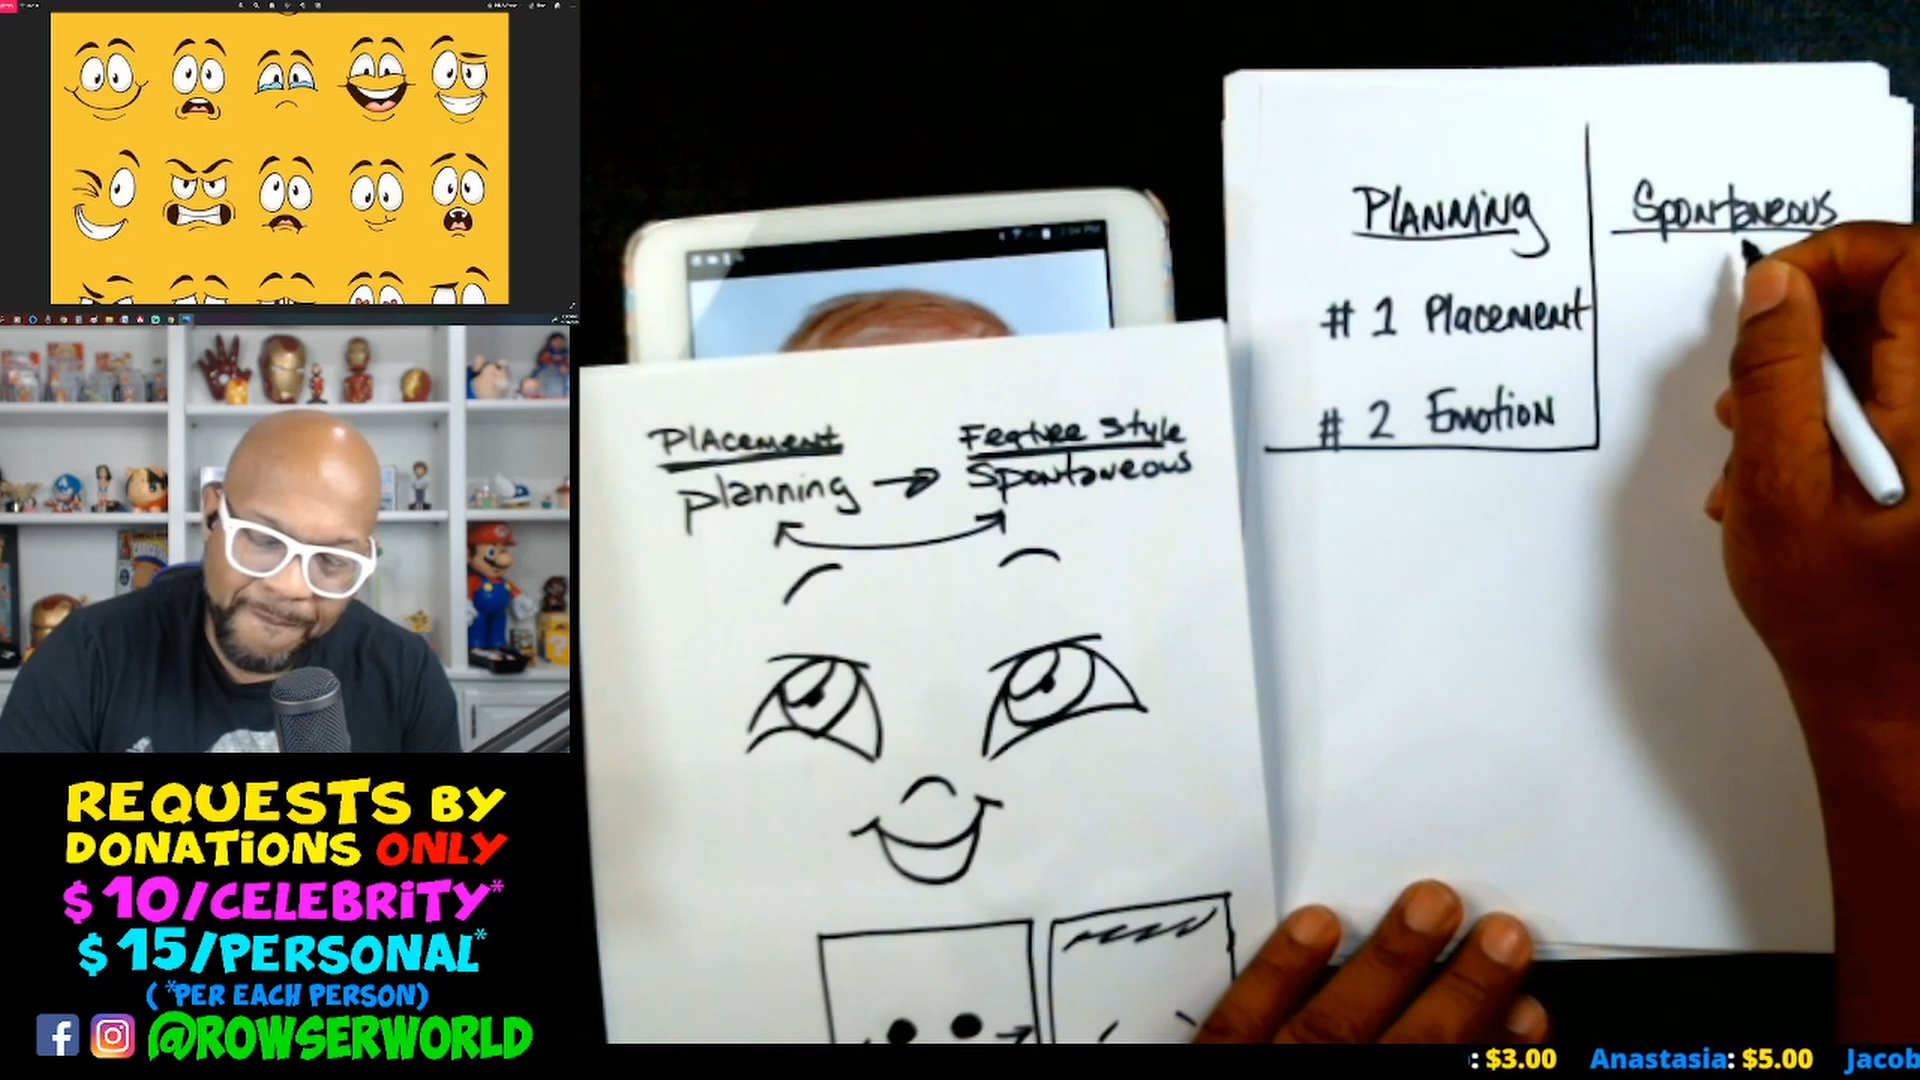 REQUESTS BY
DONATIONS ONLY
$10/CELEBRITY*
$15/PERSONAL*
(*PER EACH PERSON)
@ROWSERWORLD
Placement
planning → Spontaneous
Feature Style
Planning
Spontaneous
# 1 Placement
# 2 Emotion
: $3.00 Anastasia: $5.00 Jacob